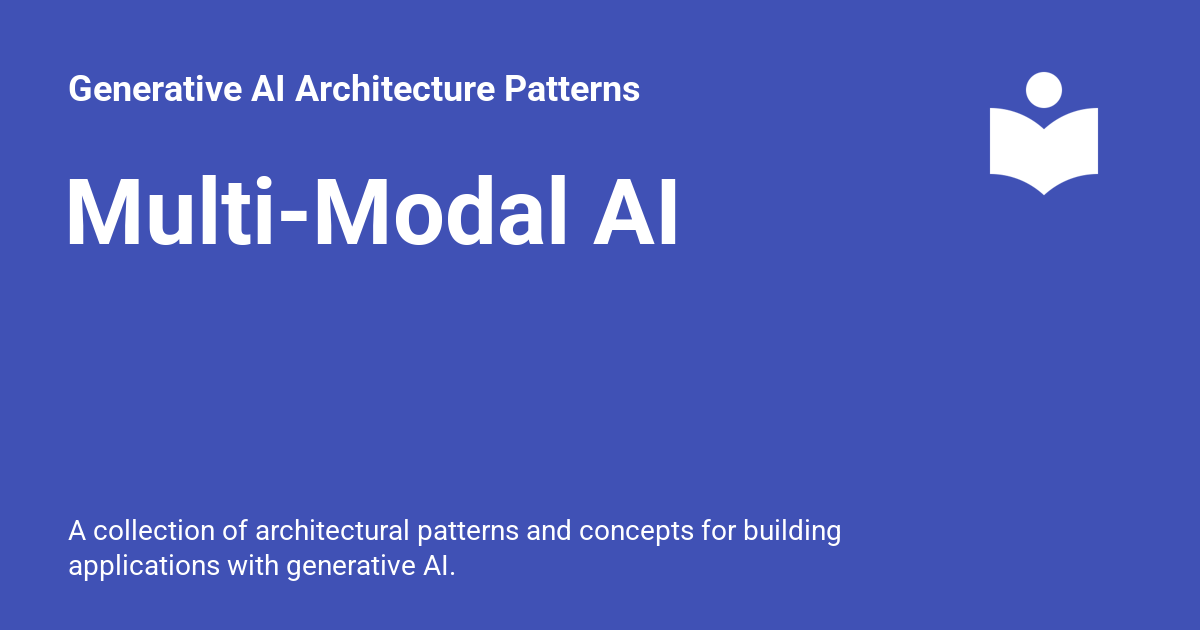 Generative AI Architecture Patterns
Multi-Modal AI
A collection of architectural patterns and concepts for building
applications with generative AI.